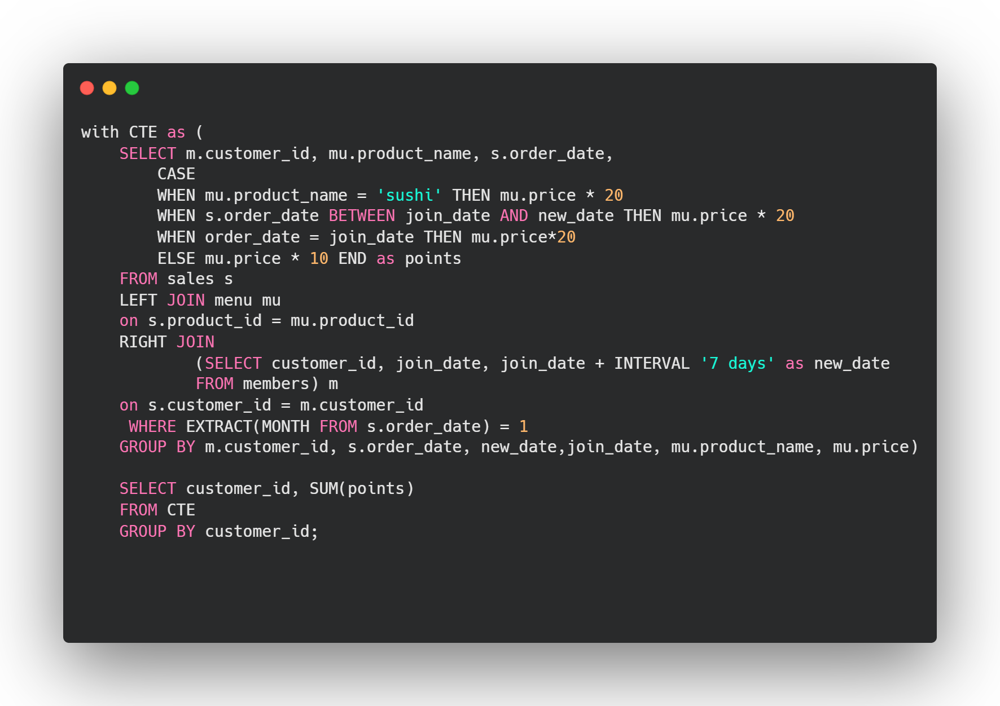 with CTE as (
    SELECT m.customer_id, mu.product_name, s.order_date,
        CASE
        WHEN mu.product_name = 'sushi' THEN mu.price * 20
        WHEN s.order_date BETWEEN join_date AND new_date THEN mu.price * 20
        WHEN order_date = join_date THEN mu.price*20
        ELSE mu.price * 10 END as points
    FROM sales s
    LEFT JOIN menu mu
    on s.product_id = mu.product_id
    RIGHT JOIN
            (SELECT customer_id, join_date, join_date + INTERVAL '7 days' as new_date
            FROM members) m
    on s.customer_id = m.customer_id
     WHERE EXTRACT(MONTH FROM s.order_date) = 1
    GROUP BY m.customer_id, s.order_date, new_date,join_date, mu.product_name, mu.price)
    SELECT customer_id, SUM(points)
    FROM CTE
    GROUP BY customer_id;